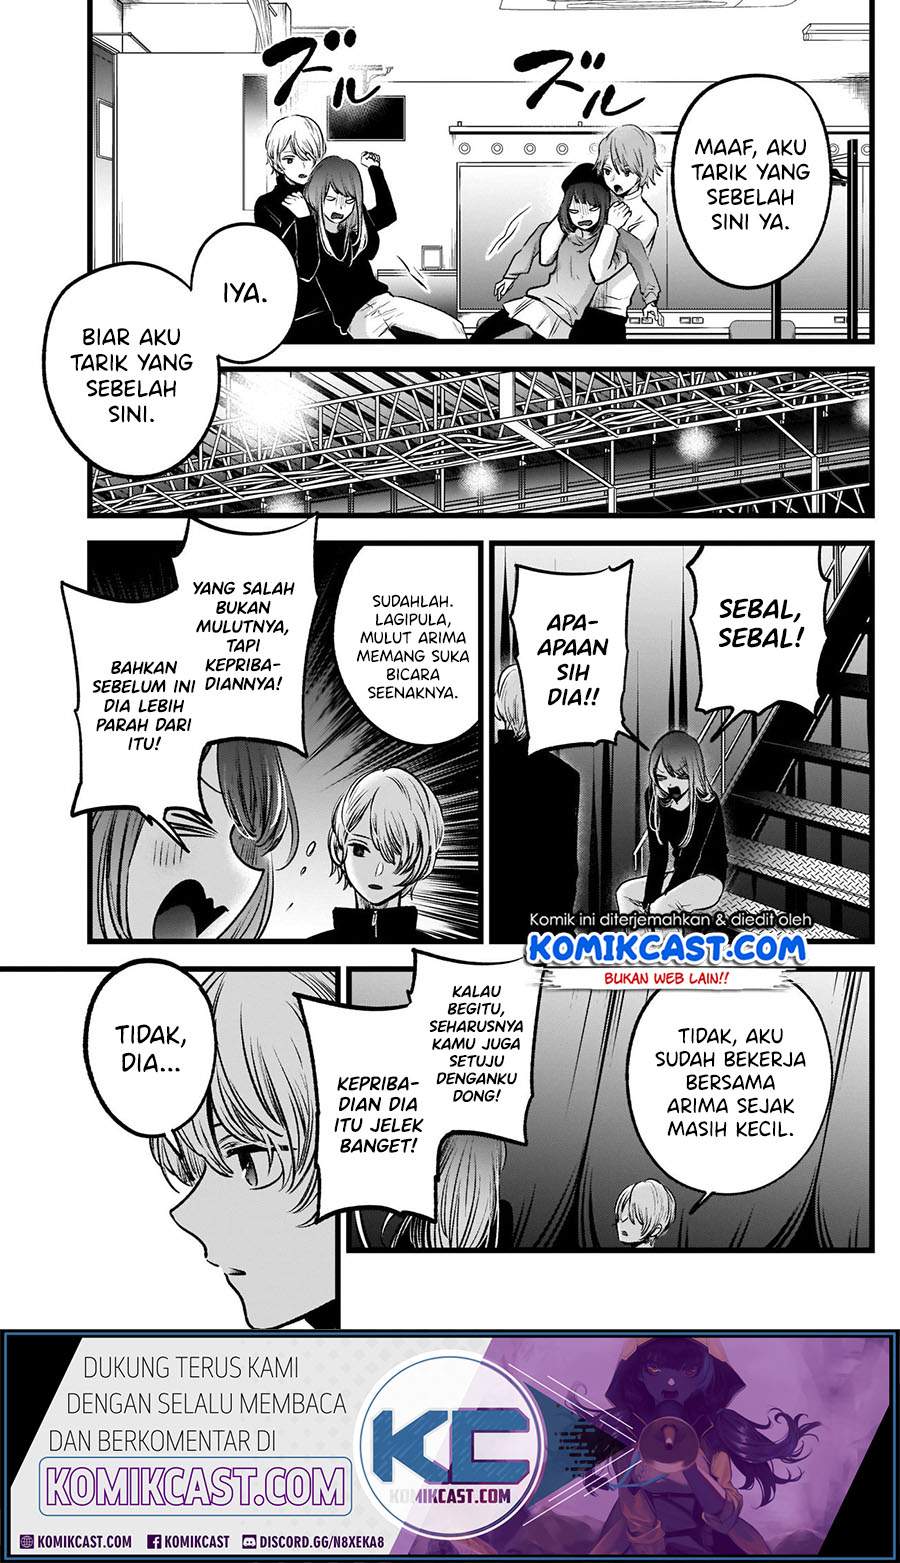 ズル
ズル
MAAF, AKU
TARIK YANG
SEBELAH
SINI YA.
IYA.
BIAR AKU
TARIK YANG
SEBELAH
SINI.
SEBAL,
SEBAL!
APA-
APAAN
SIH
DIA!!
SUDAHLAH.
LAGIPULA,
MULUT ARIMA
MEMANG SUKA
BICARA
SEENAKNYA.
YANG SALAH
BUKAN
MULUTNYA,
TAPI
KEPRIBA-
DIANNYA!
BAHKAN
SEBELUM INI
DIA LEBIH
PARAH DARI
ITU!
Komik ini diterjemahkan & diedit oleh
KOMIKCAST.COM
BUKAN WEB LAIN!!
TIDAK, AKU
SUDAH BEKERJA
BERSAMA
ARIMA SEJAK
MASIH KECIL.
KALAU
BEGITU,
SEHARUSNYA
KAMU JUGA
SETUJU
DENGANKU
DONG!
KEPRIBA-
DIAN DIA
ITU JELEK
BANGET!
TIDAK,
DIA...
DUKUNG TERUS KAMI
DENGAN SELALU MEMBACA
DAN BERKOMENTAR DI
KOMIKCAST.COM
KOMIKCAST.COM
KOMIKCAST.COM
DISCORD.GG/N8XEKA8
KC
KOMIKCAST.COM